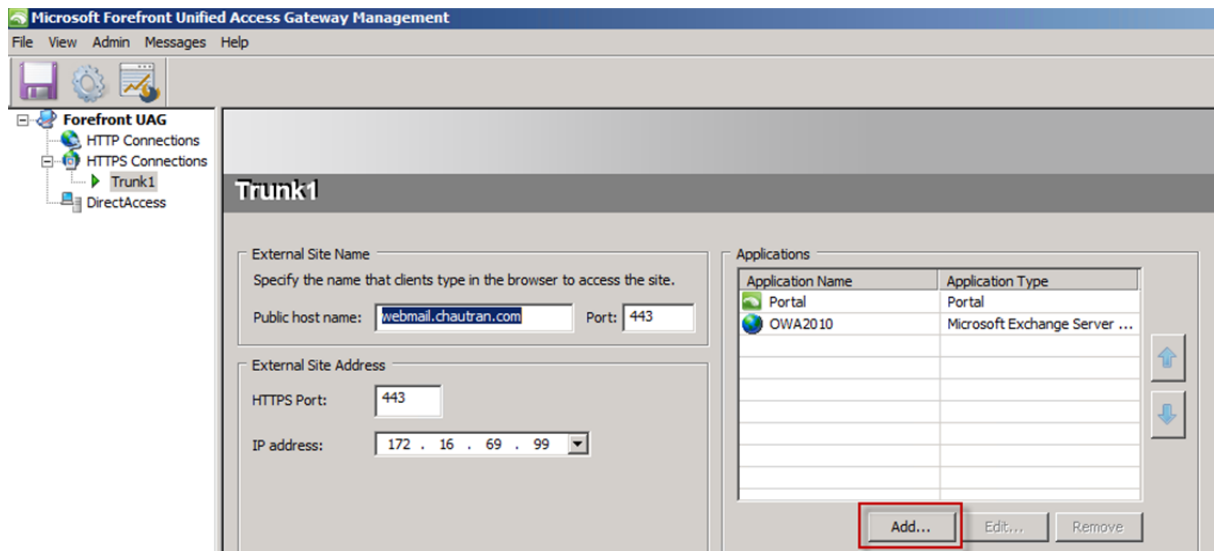 Microsoft Forefront Unified Access Gateway Management
File View Admin Messages Help
Forefront UAG
HTTP Connections
HTTPS Connections
Trunk1
DirectAccess
Trunk1
External Site Name
Specify the name that clients type in the browser to access the site.
Public host name: webmail.chautran.com Port: 443
External Site Address
HTTPS Port: 443
IP address: 172 . 16 . 69 . 99
Applications
Application Name Application Type
Portal Portal
OWA2010 Microsoft Exchange Server ...
Add... Edit... Remove